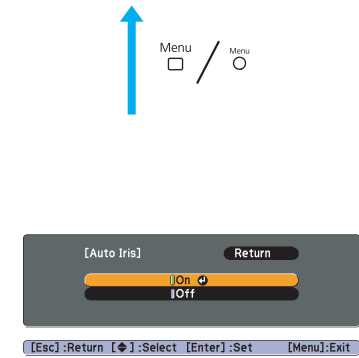 Menu Menu
[Auto Iris] Return
On
Off
[Esc] :Return [◆] :Select [Enter] :Set [Menu]:Exit